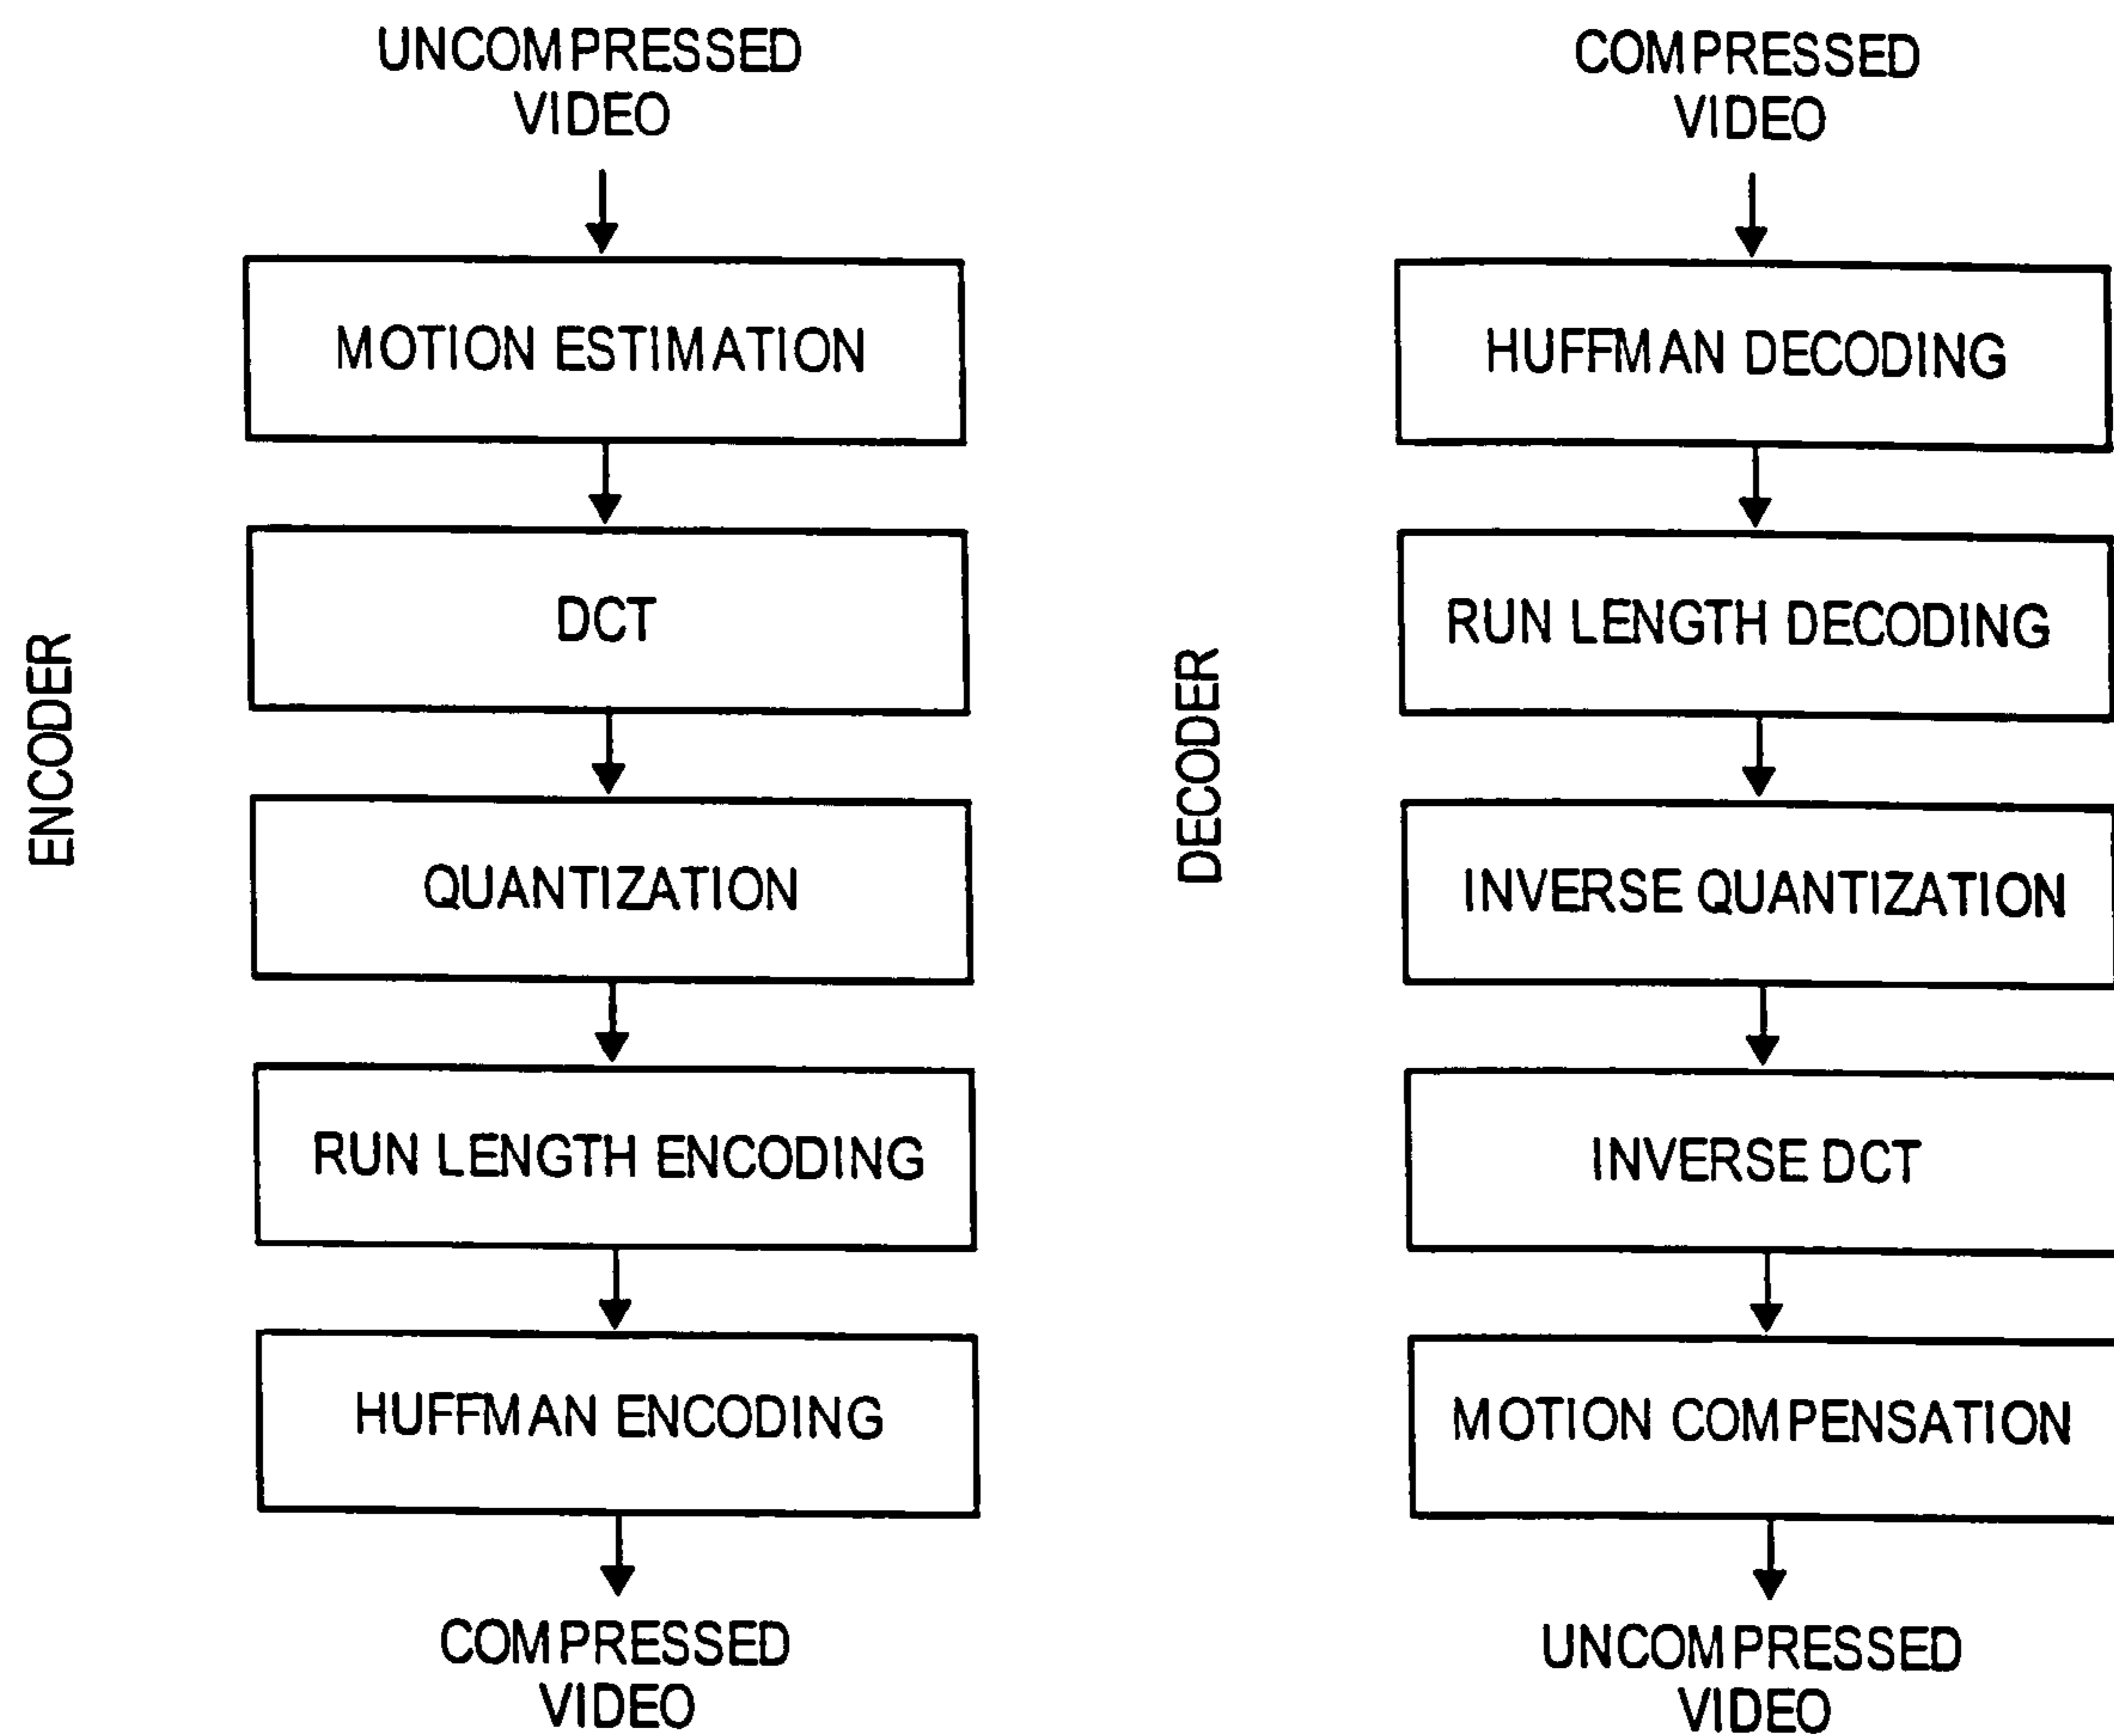 UNCOMPRESSED
VIDEO
MOTION ESTIMATION
DCT
QUANTIZATION
RUN LENGTH ENCODING
HUFFMAN ENCODING
COMPRESSED
VIDEO
ENCODER
COMPRESSED
VIDEO
HUFFMAN DECODING
RUN LENGTH DECODING
INVERSE QUANTIZATION
INVERSE DCT
MOTION COMPENSATION
UNCOMPRESSED
VIDEO
DECODER